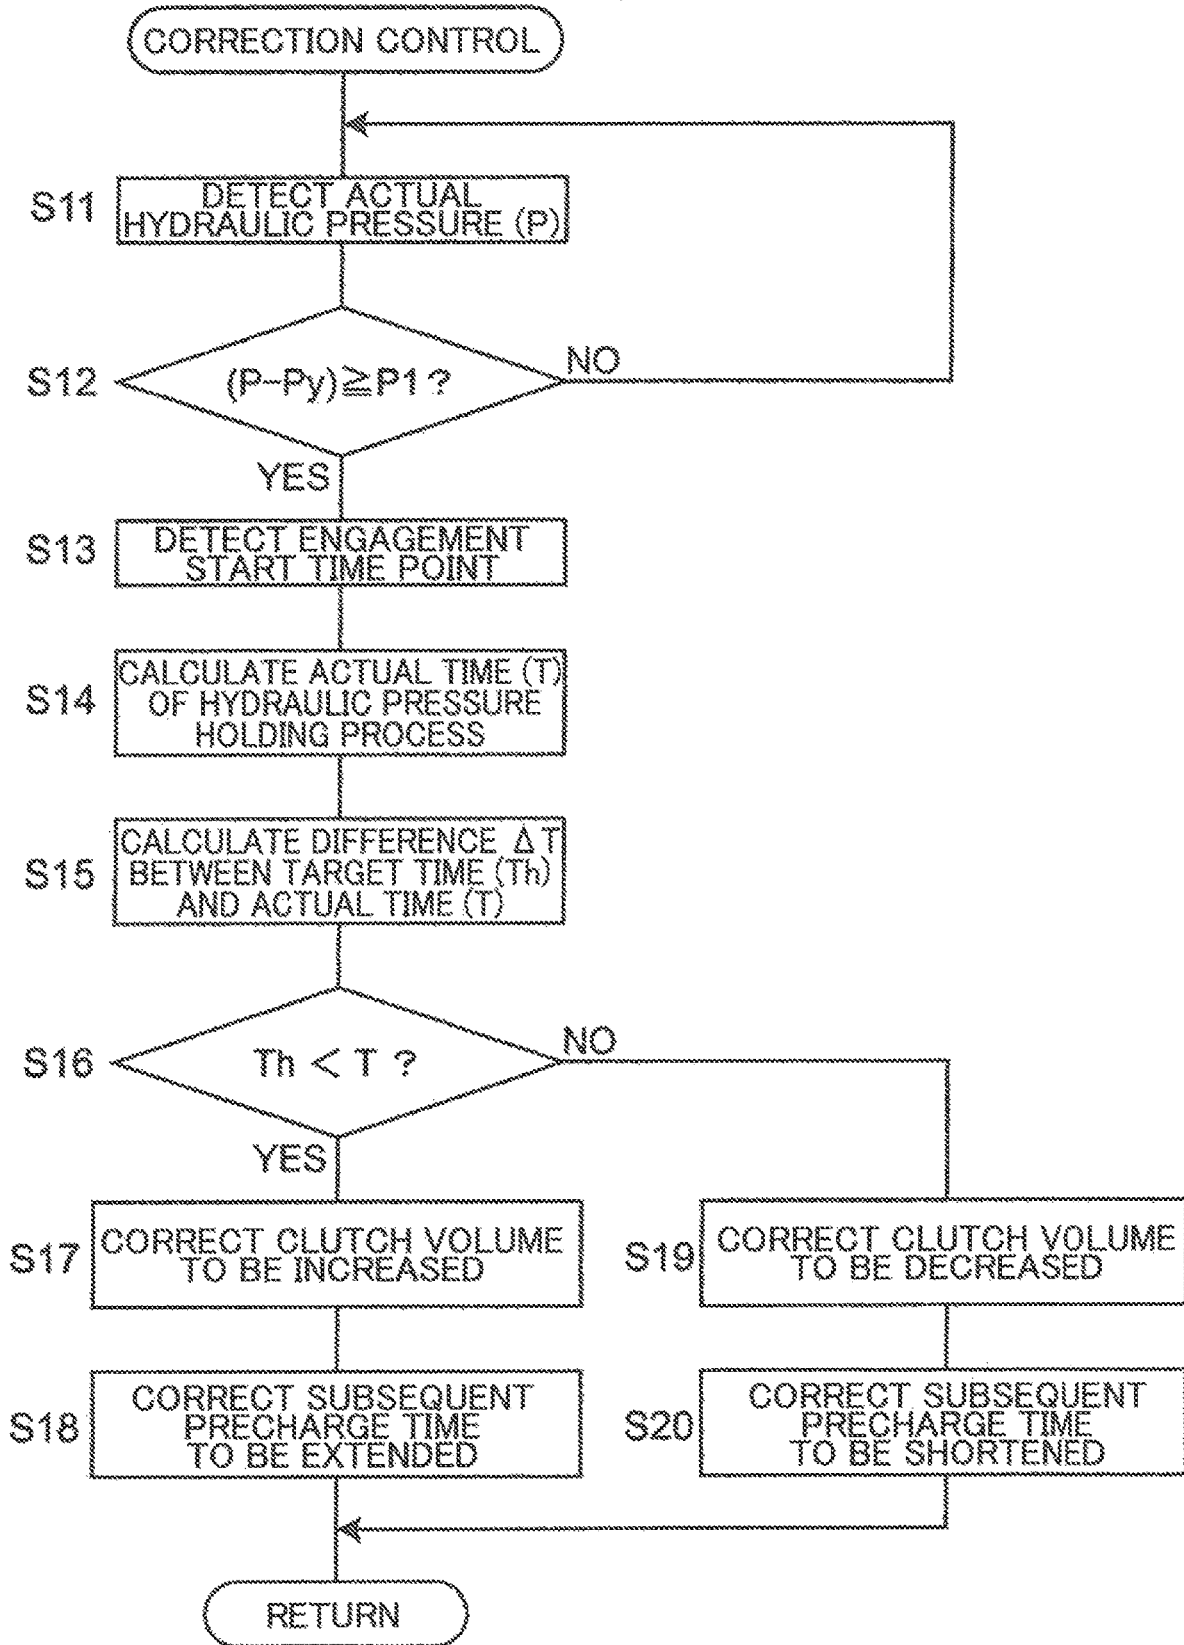 CORRECTION CONTROL
S11
DETECT ACTUAL
HYDRAULIC PRESSURE (P)
S12
(P-Py)≧P1 ?
NO
YES
S13
DETECT ENGAGEMENT
START TIME POINT
S14
CALCULATE ACTUAL TIME (T)
OF HYDRAULIC PRESSURE
HOLDING PROCESS
S15
CALCULATE DIFFERENCE ΔT
BETWEEN TARGET TIME (Th)
AND ACTUAL TIME (T)
S16
Th < T ?
NO
YES
S17
CORRECT CLUTCH VOLUME
TO BE INCREASED
S19
CORRECT CLUTCH VOLUME
TO BE DECREASED
S18
CORRECT SUBSEQUENT
PRECHARGE TIME
TO BE EXTENDED
S20
CORRECT SUBSEQUENT
PRECHARGE TIME
TO BE SHORTENED
RETURN